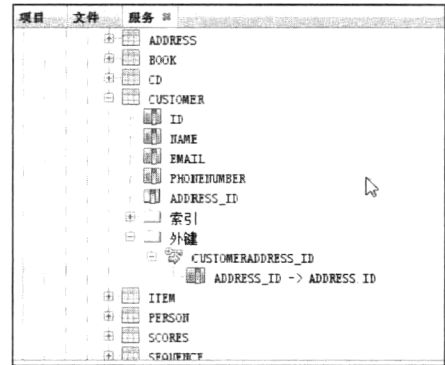 项目 文件 服务
ADDRESS
BOOK
CD
CUSTOMER
ID
NAME
EMAIL
PHONENUMBER
ADDRESS_ID
索引
外键
CUSTOMERADDRESS_ID
ADDRESS_ID -> ADDRESS.ID
ITEM
PERSON
SCORES
SEQUENCE